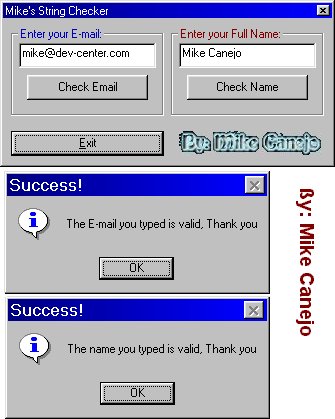 Mike's String Checker
Enter your E-mail:
Enter your Full Name:
mike@dev-center.com
Mike Canejo
Check Email
Check Name
Exit
By: Mike Canejo
Success!
The E-mail you typed is valid, Thank you
OK
Success!
The name you typed is valid, Thank you
OK
ßy: Mike Canejo